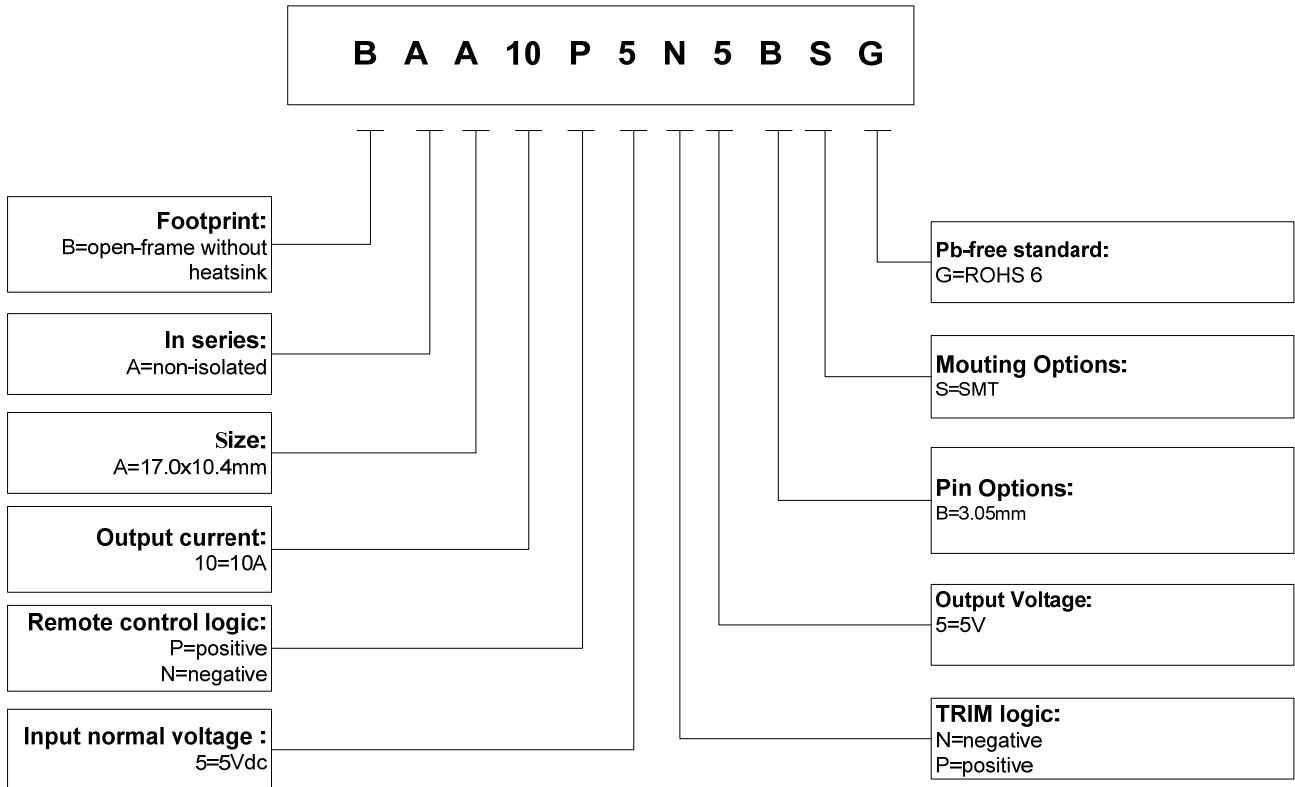 B A A 10 P 5 N 5 B S G
Footprint:
B=open-frame without
heatsink
In series:
A=non-isolated
Size:
A=17.0x10.4mm
Output current:
10=10A
Remote control logic:
P=positive
N=negative
Input normal voltage :
5=5Vdc
Pb-free standard:
G=ROHS 6
Mouting Options:
S=SMT
Pin Options:
B=3.05mm
Output Voltage:
5=5V
TRIM logic:
N=negative
P=positive